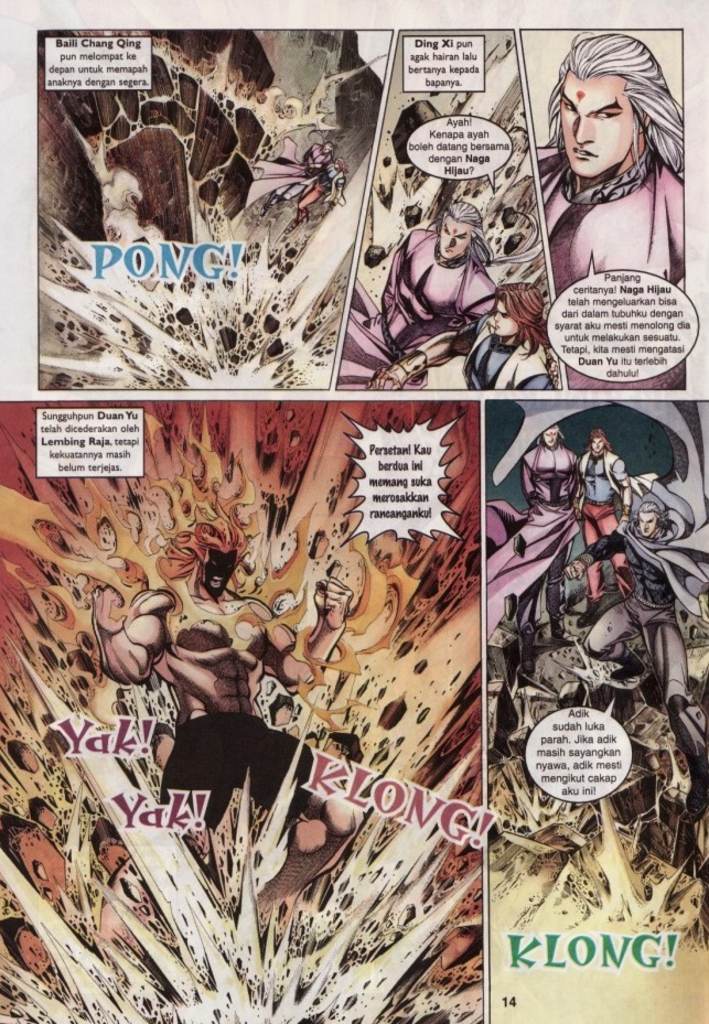 Baili Chang Qing
pun melompat ke
depan untuk memapah
anaknya dengan segera.
PONG!
Ding Xi pun
agak hairan lalu
bertanya kepada
bapanya.
Ayah!
Kenapa ayah
boleh datang bersama
dengan Naga
Hijau?
Panjang
ceritanya! Naga Hijau
telah mengeluarkan bisa
dari dalam tubuhku dengan
syarat aku mesti menolong dia
untuk melakukan sesuatu.
Tetapi, kita mesti mengatasi
Duan Yu itu terlebih
dahulu!
Sungguhpun Duan Yu
telah dicederakan oleh
Lembing Raja, tetapi
kekuatannya masih
belum terjejas.
Persetan! Kau
berdua ini
memang suka
merosakkan
rancanganku!
Yak!
Yak!
KLONG!
Adik
sudah luka
parah. Jika adik
masih sayangkan
nyawa, adik mesti
mengikut cakap
aku ini!
KLONG!
14